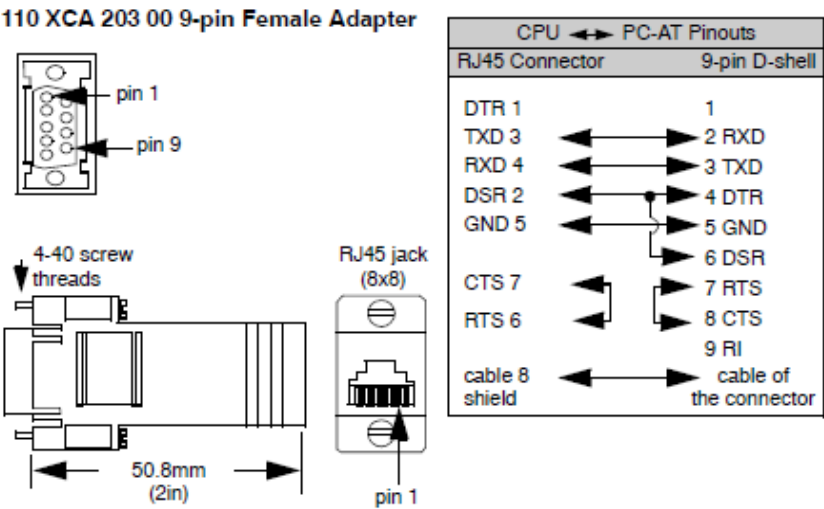 110 XCA 203 00 9-pin Female Adapter
pin 1
pin 9
4-40 screw
threads
50.8mm
(2in)
RJ45 jack
(8x8)
pin 1
CPU ◄► PC-AT Pinouts
RJ45 Connector 9-pin D-shell
DTR 1 1
TXD 3 2 RXD
RXD 4 3 TXD
DSR 2 4 DTR
GND 5 5 GND
6 DSR
CTS 7 7 RTS
RTS 6 8 CTS
9 RI
cable 8 cable of
shield the connector